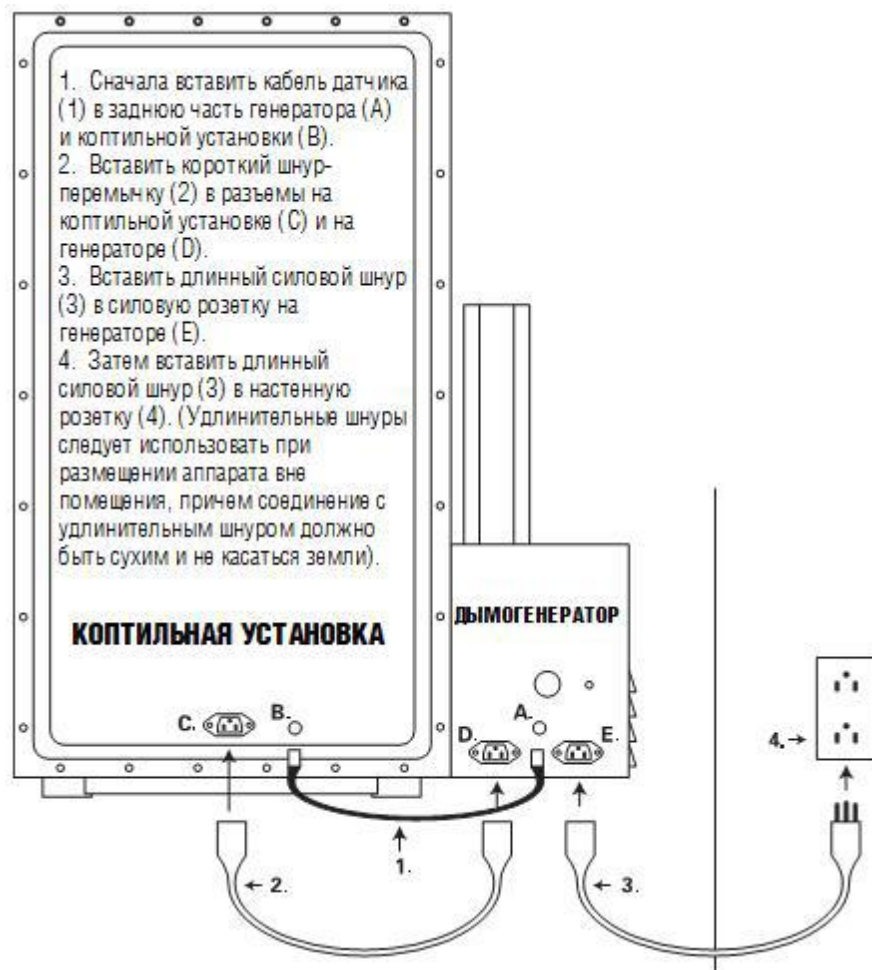 1. Сначала вставить кабель датчика
(1) в заднюю часть генератора (A)
и коптильной установки (B).
2. Вставить короткий шнур-
перемычку (2) в разъемы на
коптильной установке (C) и на
генераторе (D).
3. Вставить длинный силовой шнур
(3) в силовую розетку на
генераторе (E).
4. Затем вставить длинный
силовой шнур (3) в настенную
розетку (4). (Удлинительные шнуры
следует использовать при
размещении аппарата вне
помещения, причем соединение с
удлинительным шнуром должно
быть сухим и не касаться земли).
КОПТИЛЬНАЯ УСТАНОВКА
ДЫМОГЕНЕРАТОР
C.
B.
A.
D.
E.
4.
1.
2.
3.